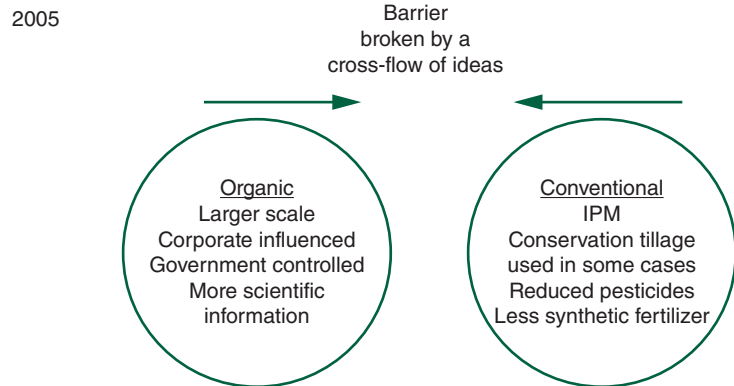 2005
Barrier
broken by a
cross-flow of ideas
Organic
Larger scale
Corporate influenced
Government controlled
More scientific
information
Conventional
IPM
Conservation tillage
used in some cases
Reduced pesticides
Less synthetic fertilizer